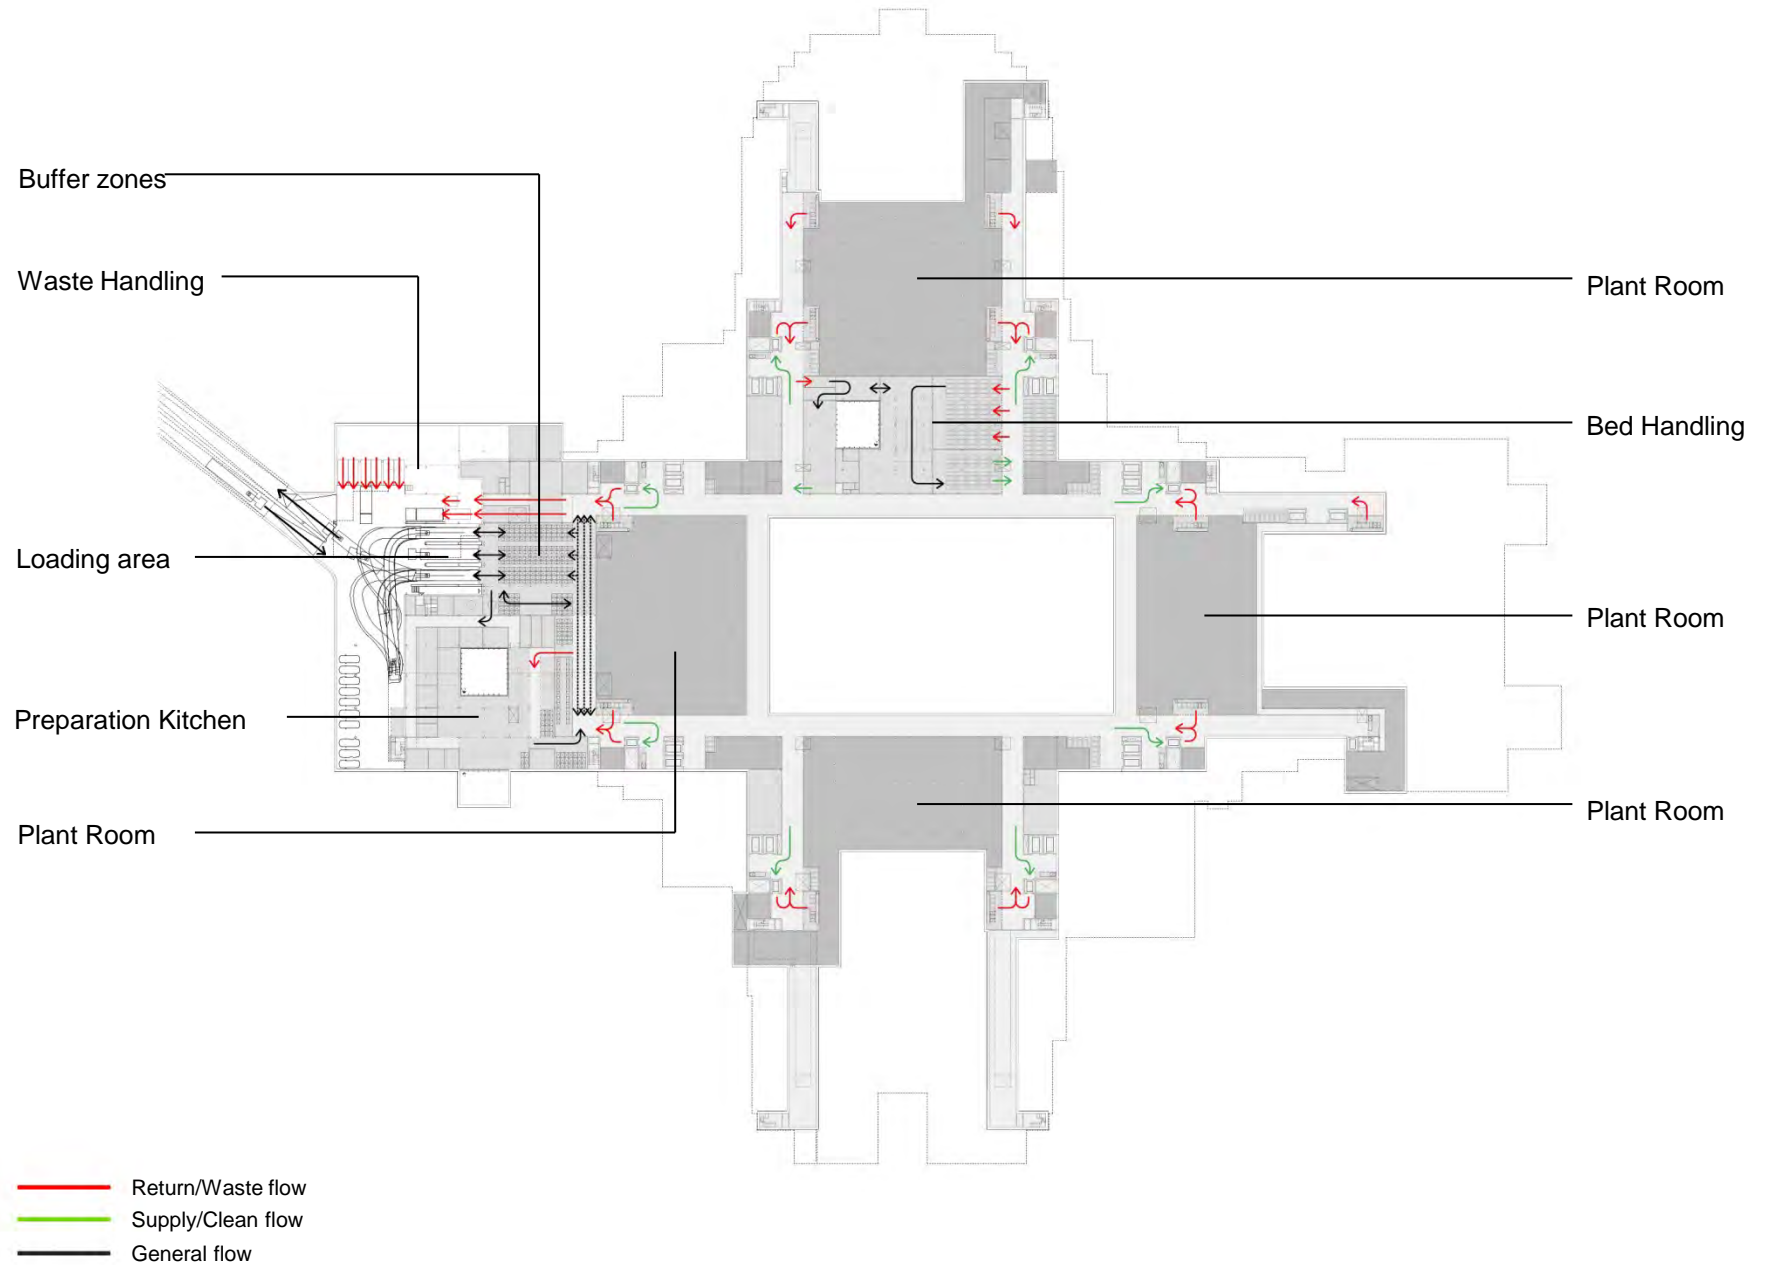 Buffer zones
Waste Handling
Plant Room
Bed Handling
Loading area
Plant Room
Preparation Kitchen
Plant Room
Plant Room
Return/Waste flow
Supply/Clean flow
General flow